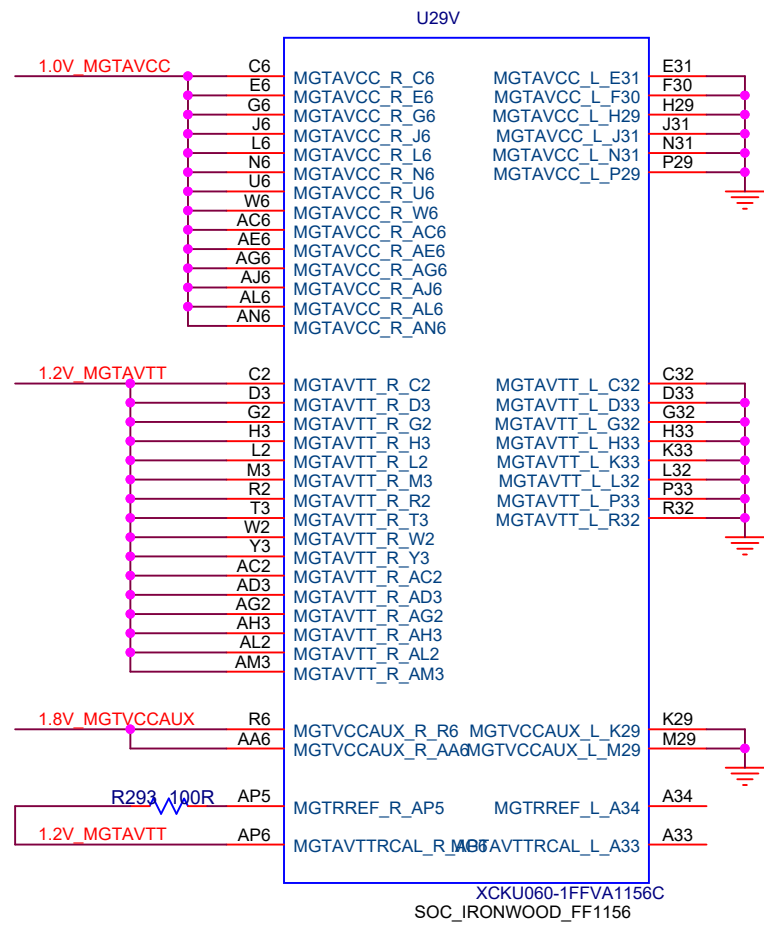 U29V
1.0V_MGTAVCC C6 MGTAVCC_R_C6 MGTAVCC_L_E31 E31
E6 MGTAVCC_R_E6 MGTAVCC_L_F30 F30
G6 MGTAVCC_R_G6 MGTAVCC_L_H29 H29
J6 MGTAVCC_R_J6 MGTAVCC_L_J31 J31
L6 MGTAVCC_R_L6 MGTAVCC_L_N31 N31
N6 MGTAVCC_R_N6 MGTAVCC_L_P29 P29
U6 MGTAVCC_R_U6
W6 MGTAVCC_R_W6
AC6 MGTAVCC_R_AC6
AE6 MGTAVCC_R_AE6
AG6 MGTAVCC_R_AG6
AJ6 MGTAVCC_R_AJ6
AL6 MGTAVCC_R_AL6
AN6 MGTAVCC_R_AN6
1.2V_MGTAVTT C2 MGTAVTT_R_C2 MGTAVTT_L_C32 C32
D3 MGTAVTT_R_D3 MGTAVTT_L_D33 D33
G2 MGTAVTT_R_G2 MGTAVTT_L_G32 G32
H3 MGTAVTT_R_H3 MGTAVTT_L_H33 H33
L2 MGTAVTT_R_L2 MGTAVTT_L_K33 K33
M3 MGTAVTT_R_M3 MGTAVTT_L_L32 L32
R2 MGTAVTT_R_R2 MGTAVTT_L_P33 P33
T3 MGTAVTT_R_T3 MGTAVTT_L_R32 R32
W2 MGTAVTT_R_W2
Y3 MGTAVTT_R_Y3
AC2 MGTAVTT_R_AC2
AD3 MGTAVTT_R_AD3
AG2 MGTAVTT_R_AG2
AH3 MGTAVTT_R_AH3
AL2 MGTAVTT_R_AL2
AM3 MGTAVTT_R_AM3
1.8V_MGTVCCAUX R6 MGTVCCAUX_R_R6 MGTVCCAUX_L_K29 K29
AA6 MGTVCCAUX_R_AA6 MGTVCCAUX_L_M29 M29
R293 100R AP5 MGTRREF_R_AP5 MGTRREF_L_A34 A34
1.2V_MGTAVTT AP6 MGTAVTTRCAL_R_AP6 MGTAVTTRCAL_L_A33 A33
XCKU060-1FFVA1156C
SOC_IRONWOOD_FF1156